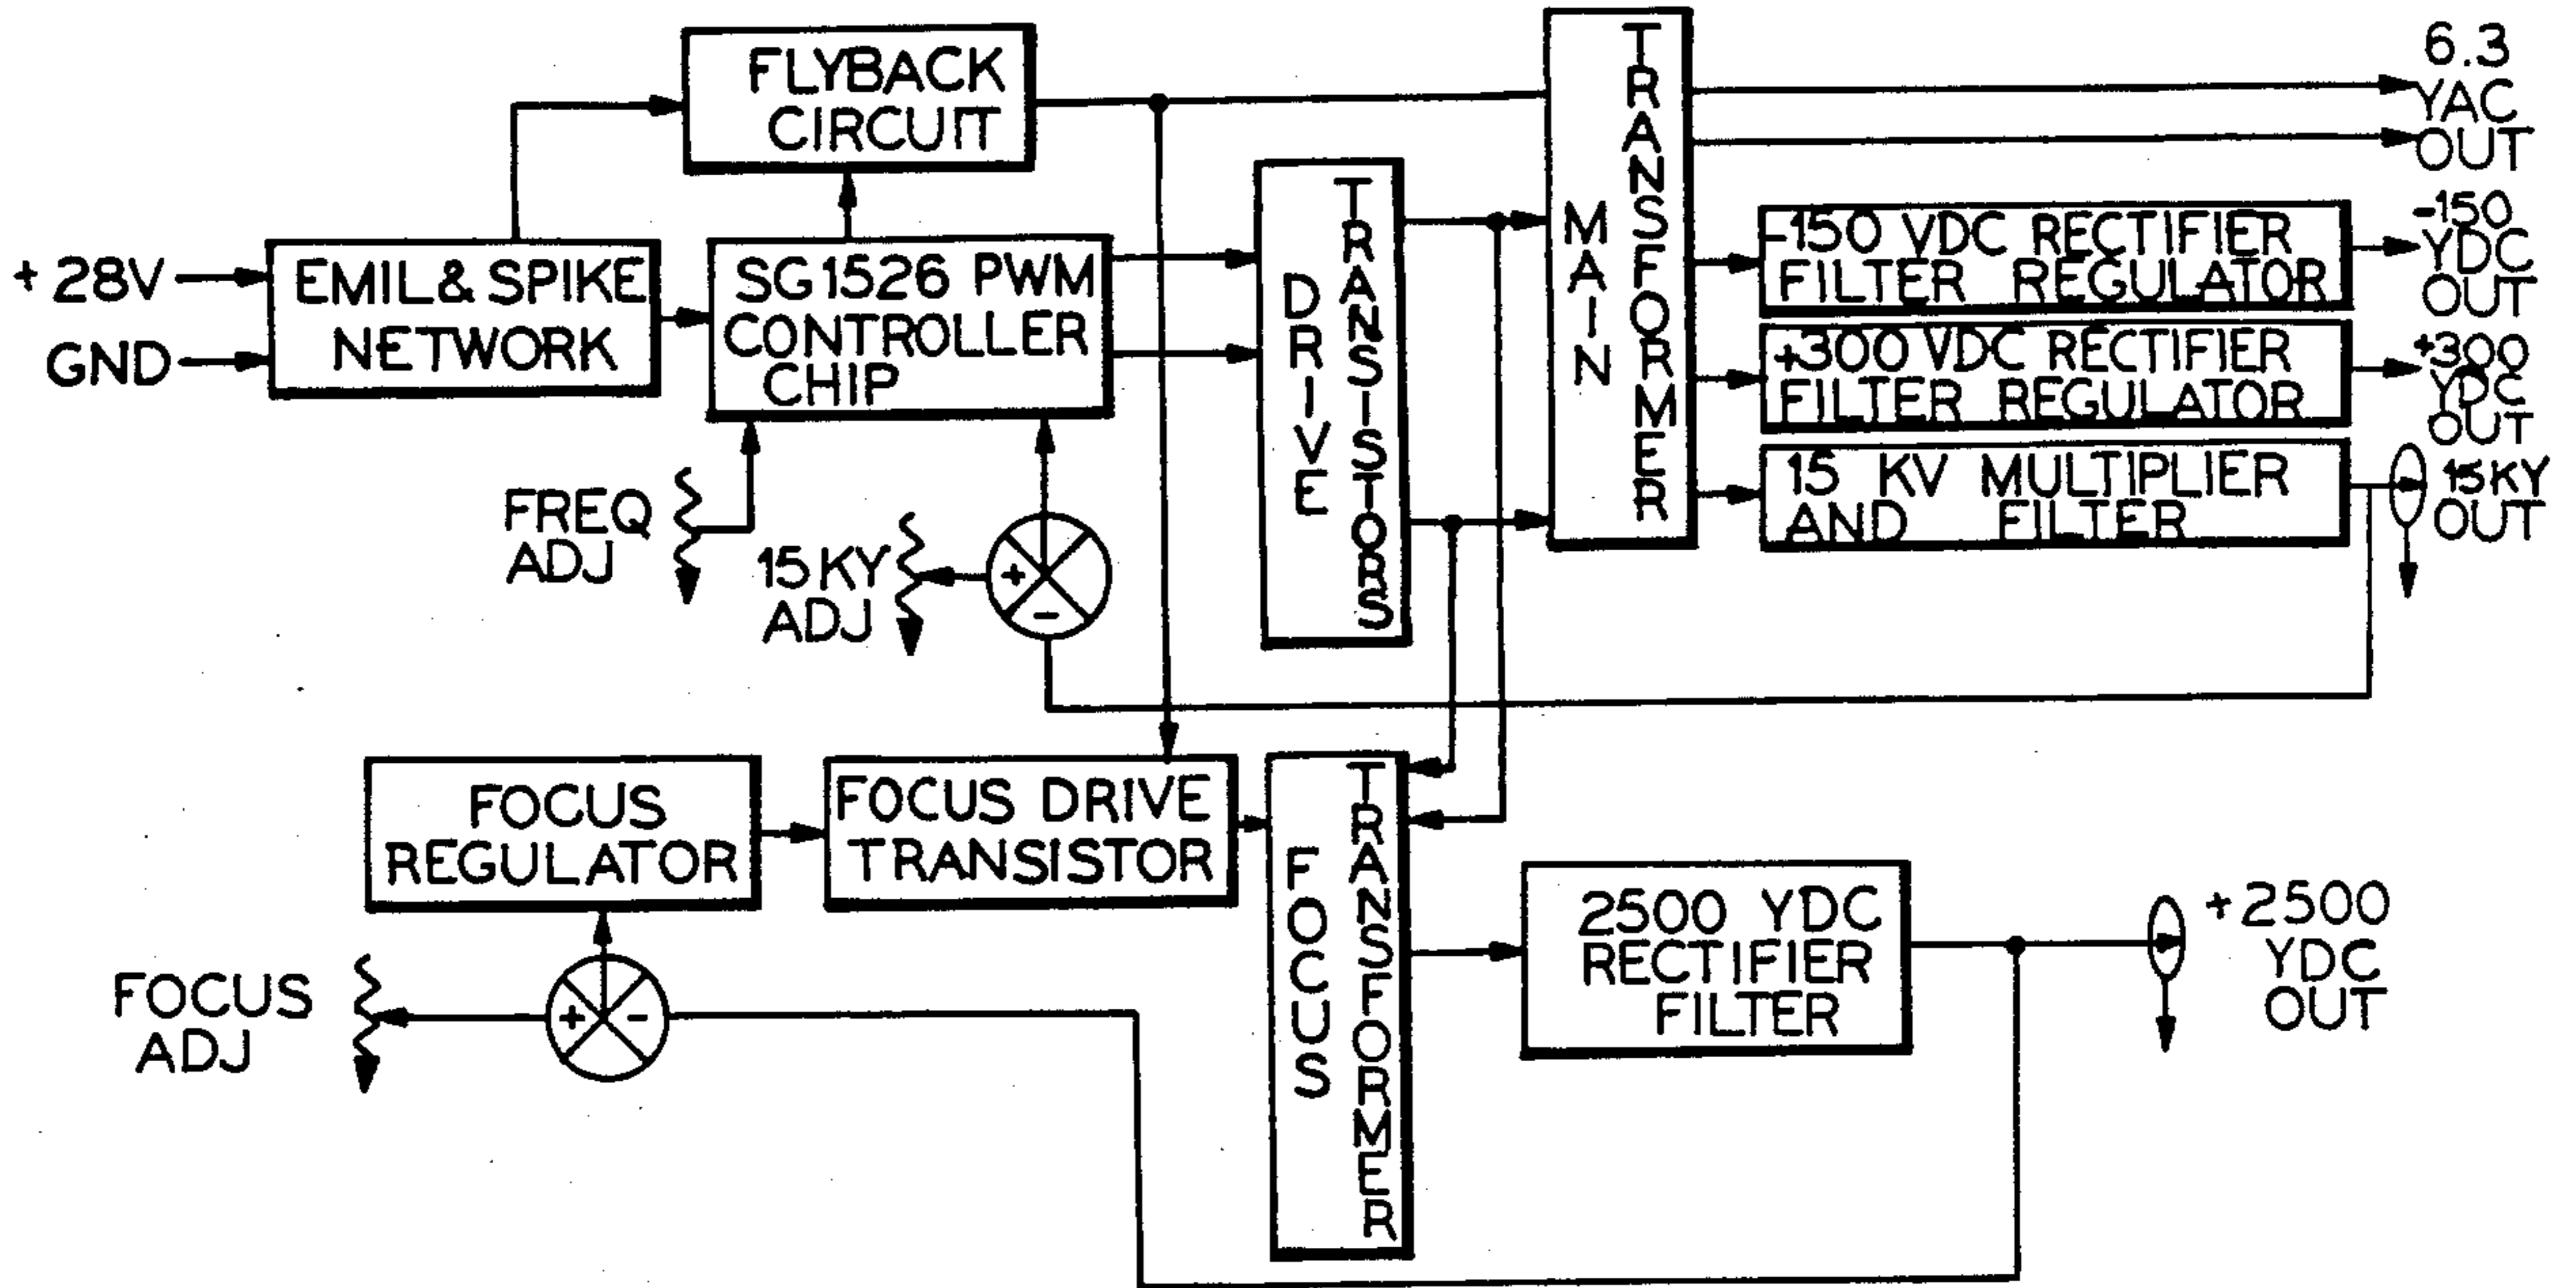 FLYBACK
CIRCUIT
MAIN
TRANSFORMER
6.3
YAC
OUT
+28V
GND
EMIL & SPIKE
NETWORK
SG1526 PWM
CONTROLLER
CHIP
DRIVE
TRANSISTORS
-150 VDC RECTIFIER
FILTER REGULATOR
-150
YDC
OUT
+300 VDC RECTIFIER
FILTER REGULATOR
+300
YDC
OUT
15 KV MULTIPLIER
AND FILTER
15KY
OUT
FREQ
ADJ
15KY
ADJ
+
-
FOCUS
REGULATOR
FOCUS DRIVE
TRANSISTOR
FOCUS
TRANSFORMER
2500 YDC
RECTIFIER
FILTER
+2500
YDC
OUT
FOCUS
ADJ
+ -